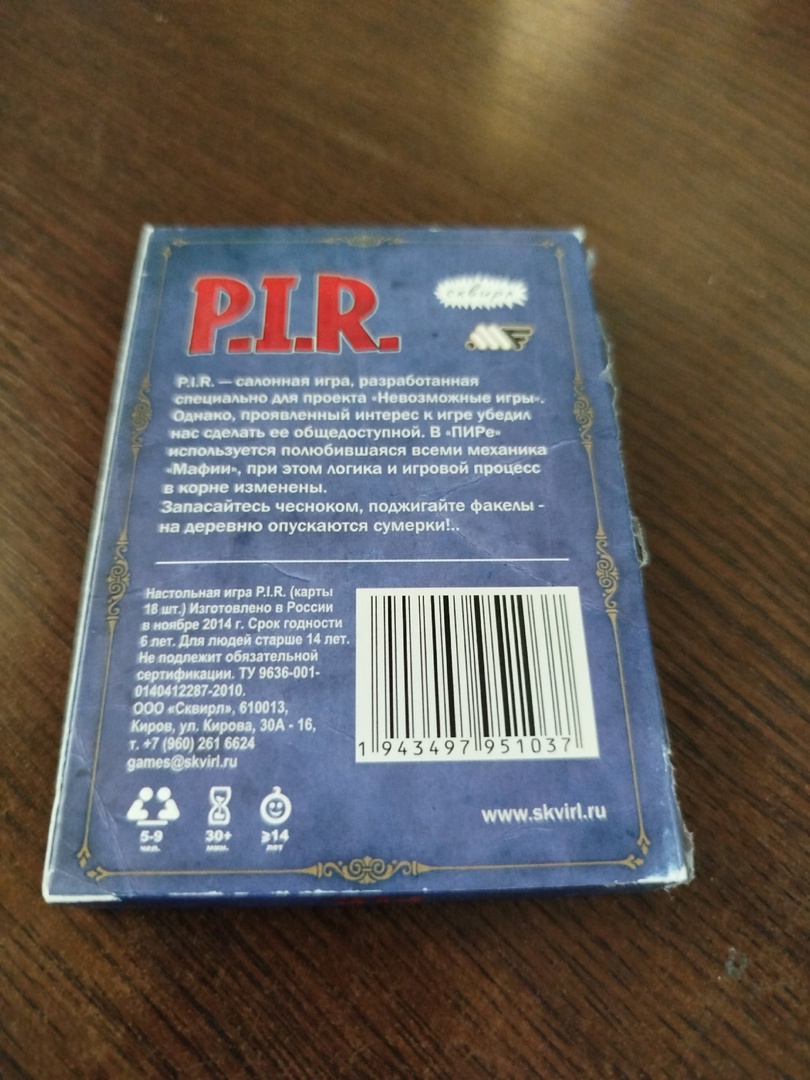 P.I.R.
сквирл
P.I.R. — салонная игра, разработанная
специально для проекта «Невозможные игры».
Однако, проявленный интерес к игре убедил
нас сделать ее общедоступной. В «ПИРе»
используется полюбившаяся всеми механика
«Мафии», при этом логика и игровой процесс
в корне изменены.
Запасайтесь чесноком, поджигайте факелы -
на деревню опускаются сумерки!..
Настольная игра P.I.R. (карты
18 шт.) Изготовлено в России
в ноябре 2014 г. Срок годности
6 лет. Для людей старше 14 лет.
Не подлежит обязательной
сертификации. ТУ 9636-001-
0140412287-2010.
ООО «Сквирл», 610013,
Киров, ул. Кирова, 30А - 16,
т. +7 (960) 261 6624
games@skvirl.ru
1 943497 951037
5-9
чел.
30+
мин.
≥14
лет
www.skvirl.ru